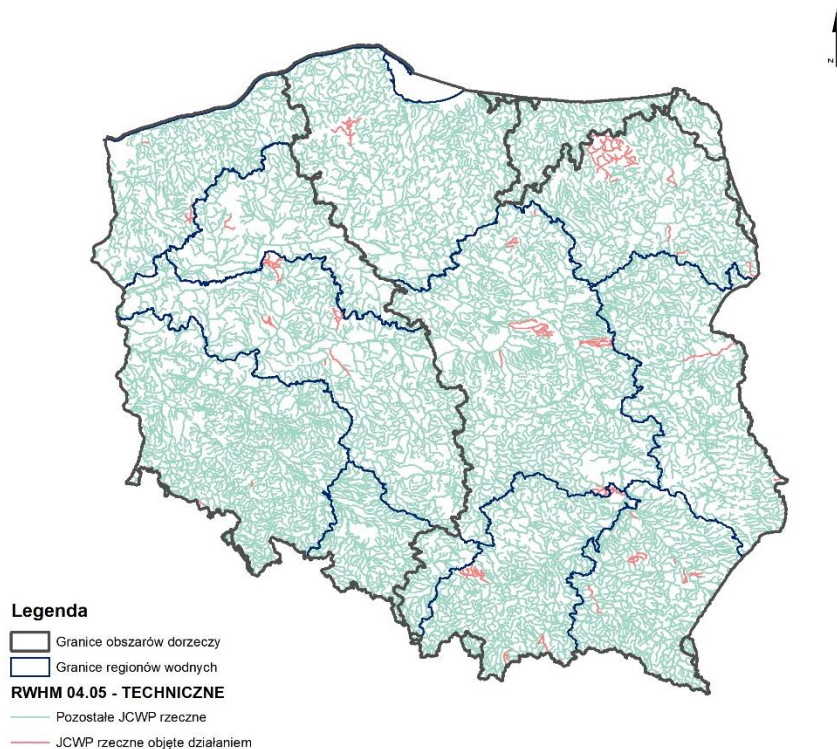 N
Legenda
Granice obszarów dorzeczy
Granice regionów wodnych
RWHM 04.05 - TECHNICZNE
Pozostałe JCWP rzeczne
JCWP rzeczne objęte działaniem